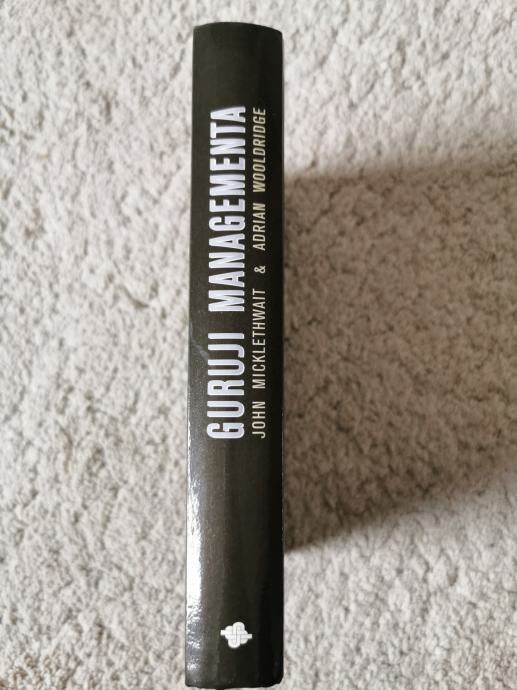 GURUJI MANAGEMENTA
JOHN MICKLETHWAIT & ADRIAN WOOLDRIDGE